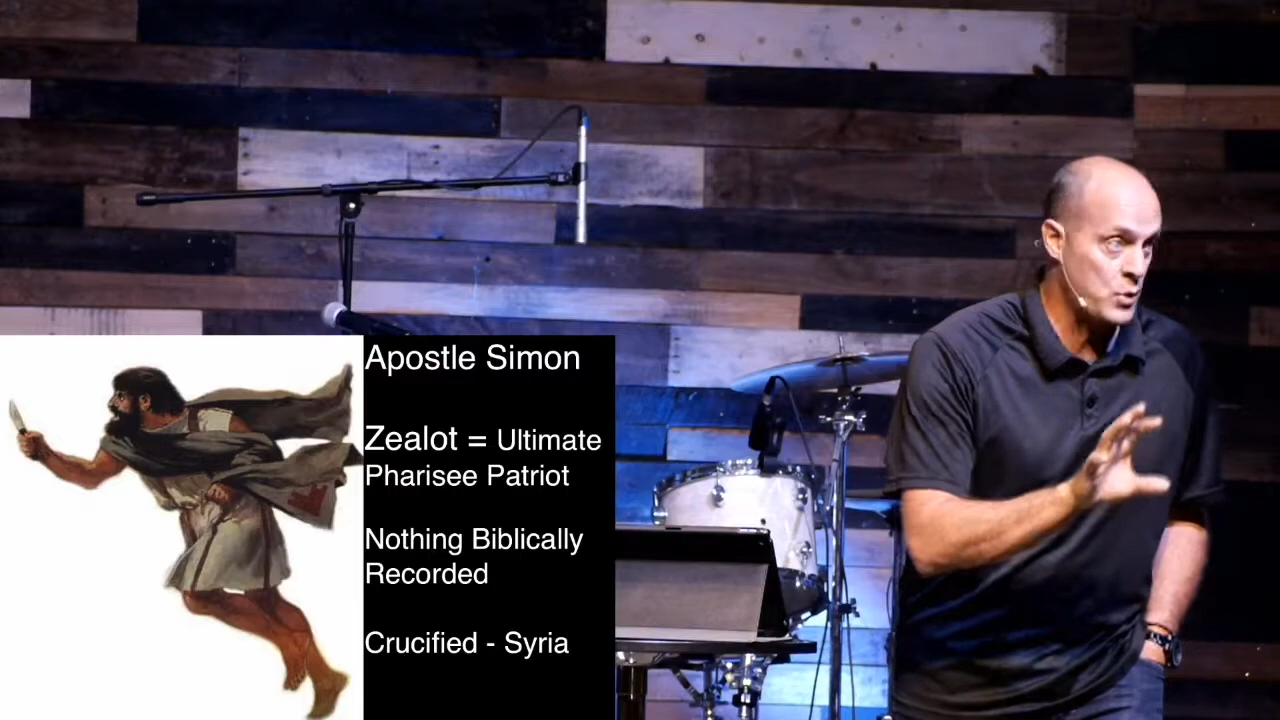 Apostle Simon
Zealot = Ultimate
Pharisee Patriot
Nothing Biblically
Recorded
Crucified - Syria